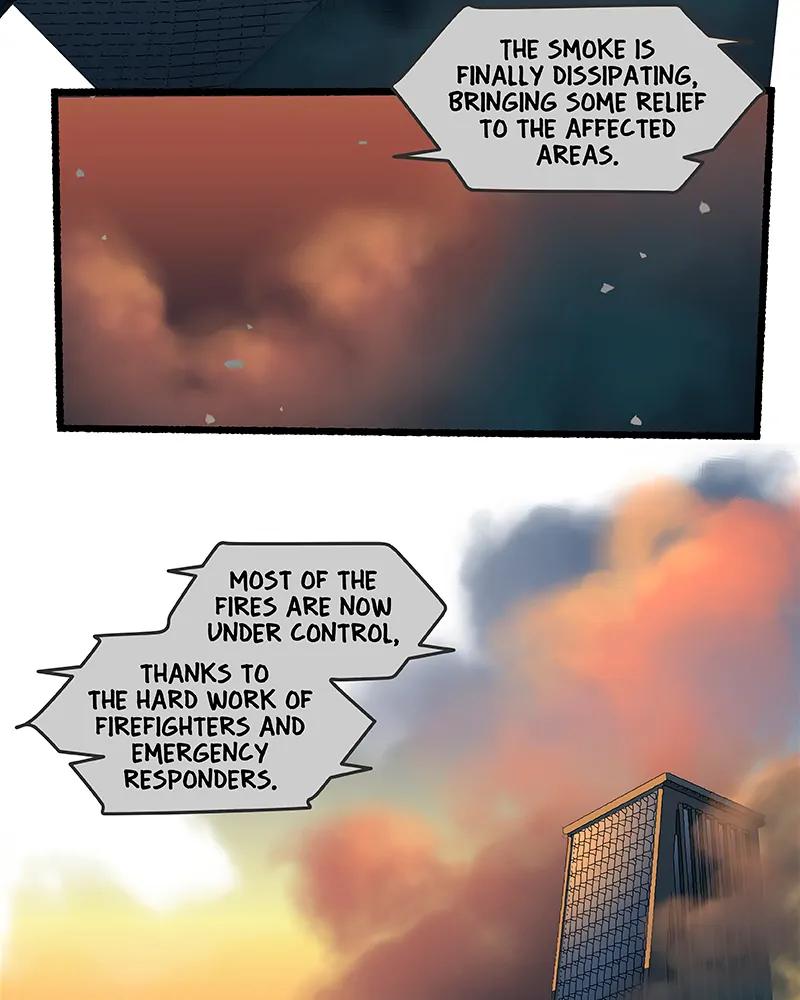 THE SMOKE IS
FINALLY DISSIPATING,
BRINGING SOME RELIEF
TO THE AFFECTED
AREAS.
MOST OF THE
FIRES ARE NOW
UNDER CONTROL,
THANKS TO
THE HARD WORK OF
FIREFIGHTERS AND
EMERGENCY
RESPONDERS.